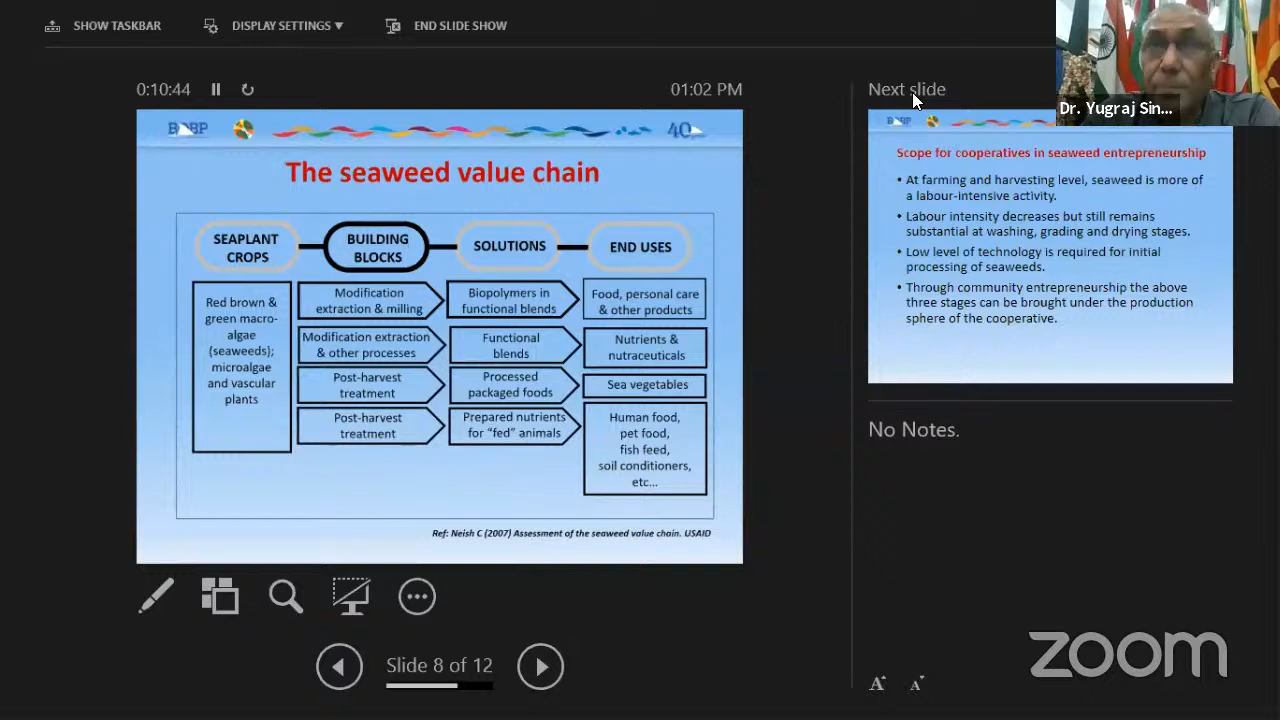 SHOW TASKBAR
DISPLAY SETTINGS ▼
END SLIDE SHOW
0:10:44
01:02 PM
Next slide
Dr. Yugraj Sin...
40
The seaweed value chain
SEAPLANT
CROPS
BUILDING
BLOCKS
SOLUTIONS
END USES
Red brown &
green macro-
algae
(seaweeds);
microalgae
and vascular
plants
Modification
extraction & milling
Biopolymers in
functional blends
Food, personal care
& other products
Modification extraction
& other processes
Functional
blends
Nutrients &
nutraceuticals
Post-harvest
treatment
Processed
packaged foods
Sea vegetables
Post-harvest
treatment
Prepared nutrients
for "fed" animals
Human food,
pet food,
fish feed,
soil conditioners,
etc...
Ref: Neish C (2007) Assessment of the seaweed value chain. USAID
Scope for cooperatives in seaweed entrepreneurship
• At farming and harvesting level, seaweed is more of
a labour-intensive activity.
• Labour intensity decreases but still remains
substantial at washing, grading and drying stages.
• Low level of technology is required for initial
processing of seaweeds.
• Through community entrepreneurship the above
three stages can be brought under the production
sphere of the cooperative.
No Notes.
Slide 8 of 12
A A
zoom